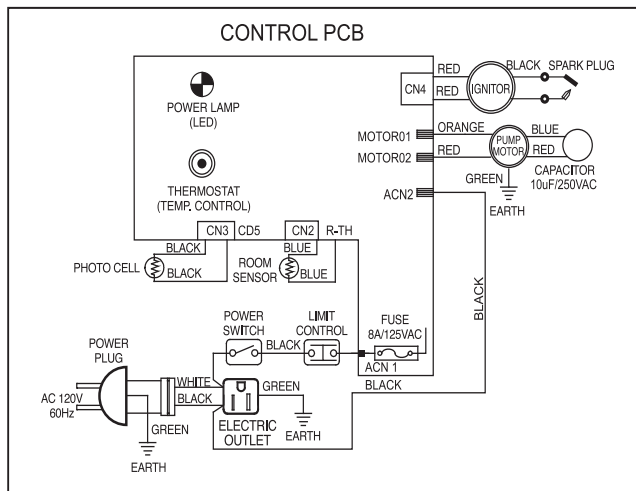 CONTROL PCB
POWER LAMP
(LED)
THERMOSTAT
(TEMP. CONTROL)
CN4
RED
RED
IGNITOR
BLACK
SPARK PLUG
MOTOR01
ORANGE
MOTOR02
RED
PUMP
MOTOR
BLUE
RED
CAPACITOR
10uF/250VAC
GREEN
EARTH
ACN2
BLACK
CN3
CD5
CN2
R-TH
BLACK
BLACK
PHOTO CELL
BLUE
BLUE
ROOM
SENSOR
POWER
SWITCH
BLACK
LIMIT
CONTROL
FUSE
8A/125VAC
ACN 1
BLACK
POWER
PLUG
AC 120V
60Hz
WHITE
BLACK
GREEN
EARTH
GREEN
EARTH
ELECTRIC
OUTLET